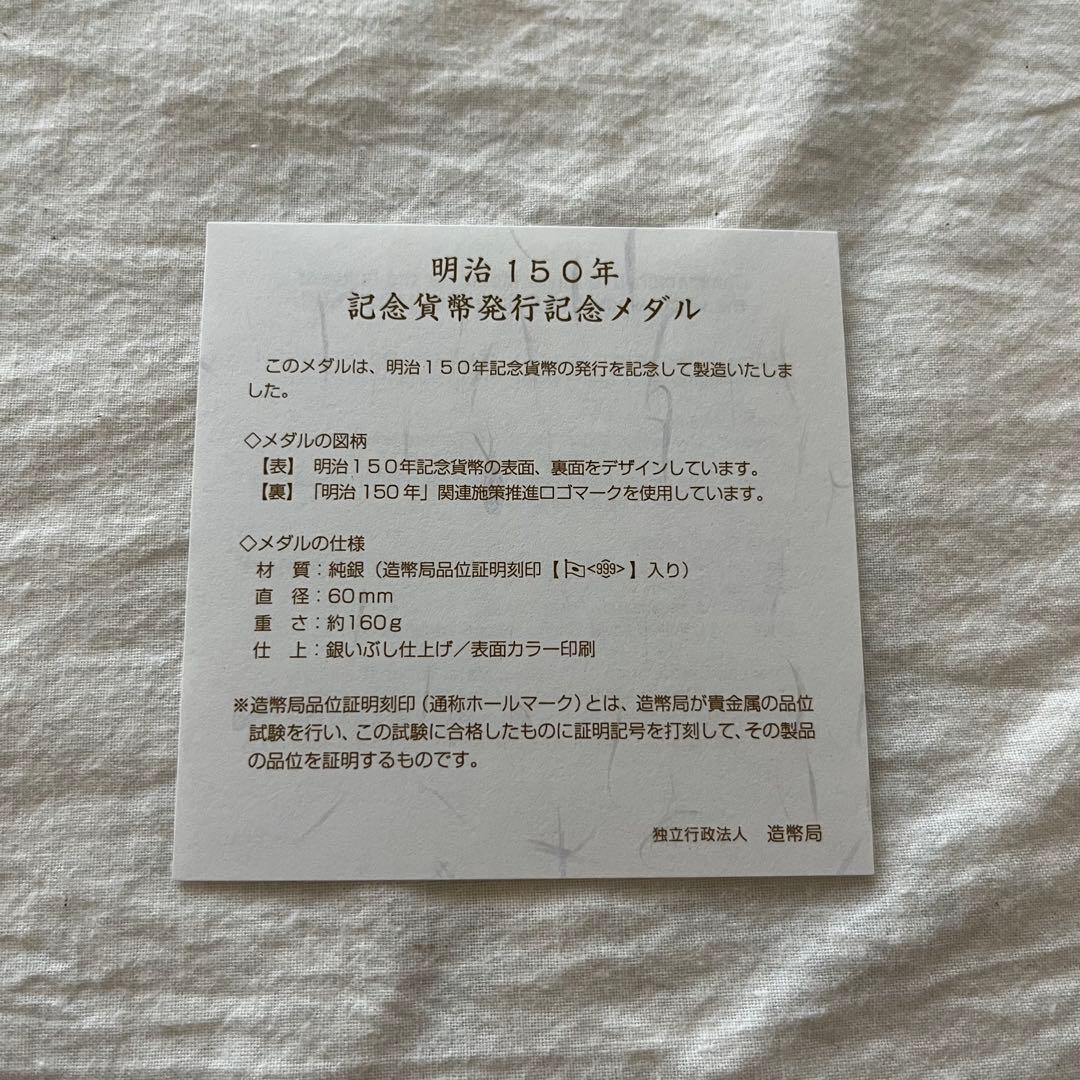 明治150年
記念貨幣発行記念メダル
このメダルは、明治150年記念貨幣の発行を記念して製造いたしま
した。
◇メダルの図柄
【表】 明治150年記念貨幣の表面、裏面をデザインしています。
【裏】 「明治150年」関連施策推進ロゴマークを使用しています。
◇メダルの仕様
材 質：純銀（造幣局品位証明刻印【<999>】入り）
直 径：60mm
重 さ：約160g
仕 上：銀いぶし仕上げ／表面カラー印刷
※造幣局品位証明刻印（通称ホールマーク）とは、造幣局が貴金属の品位
試験を行い、この試験に合格したものに証明記号を打刻して、その製品
の品位を証明するものです。
独立行政法人 造幣局